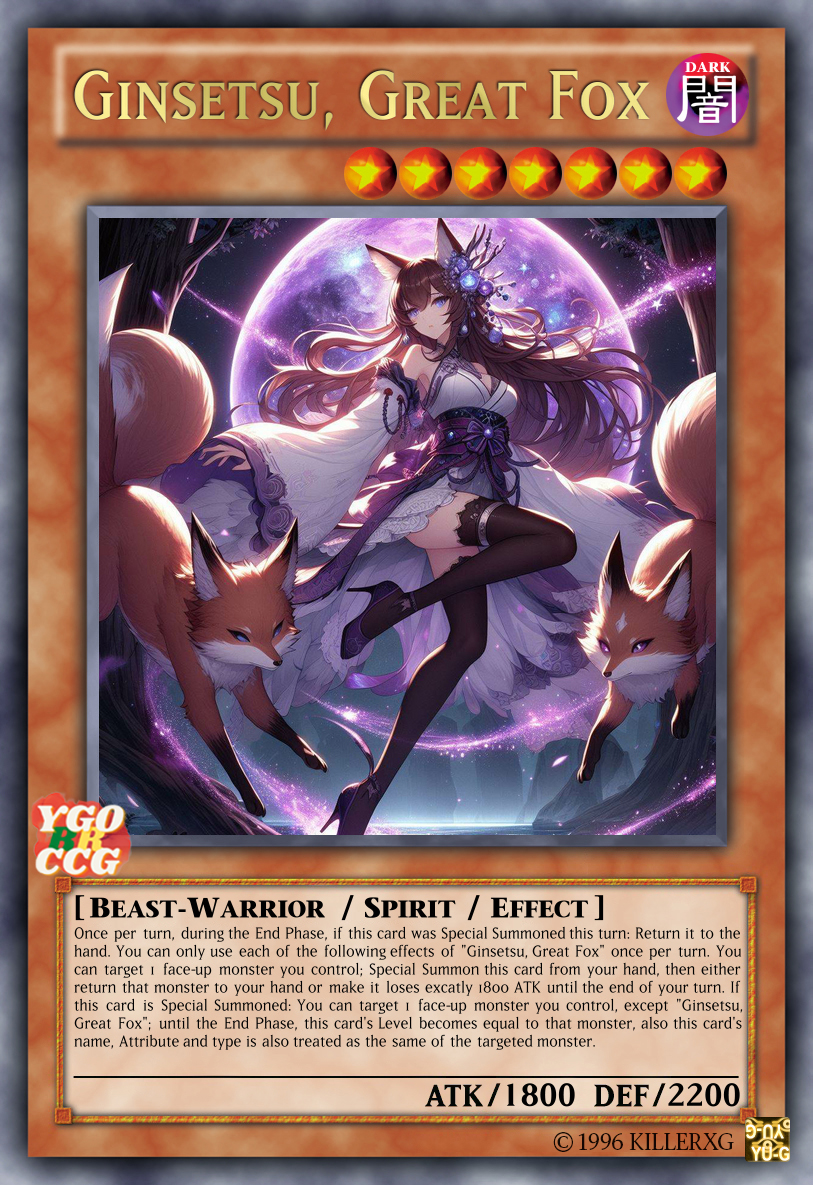 Ginsetsu, Great Fox
DARK
闇
YGO
RR
CCG
[ Beast-Warrior / Spirit / Effect ]
Once per turn, during the End Phase, if this card was Special Summoned this turn: Return it to the
hand. You can only use each of the following effects of "Ginsetsu, Great Fox" once per turn. You
can target 1 face-up monster you control; Special Summon this card from your hand, then either
return that monster to your hand or make it loses excatly 1800 ATK until the end of your turn. If
this card is Special Summoned: You can target 1 face-up monster you control, except "Ginsetsu,
Great Fox"; until the End Phase, this card's Level becomes equal to that monster, also this card's
name, Attribute and type is also treated as the same of the targeted monster.
ATK/1800 DEF/2200
© 1996 KILLERXG